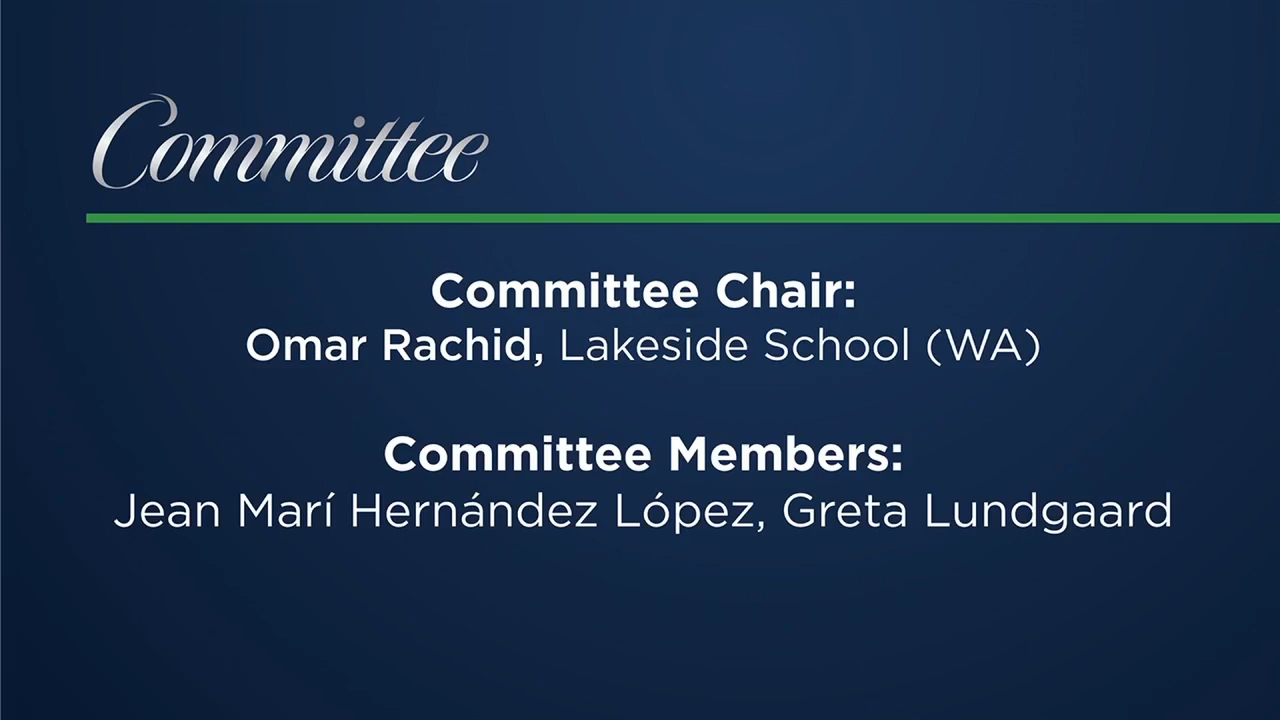 Committee
Committee Chair:
Omar Rachid, Lakeside School (WA)
Committee Members:
Jean Marí Hernández López, Greta Lundgaard